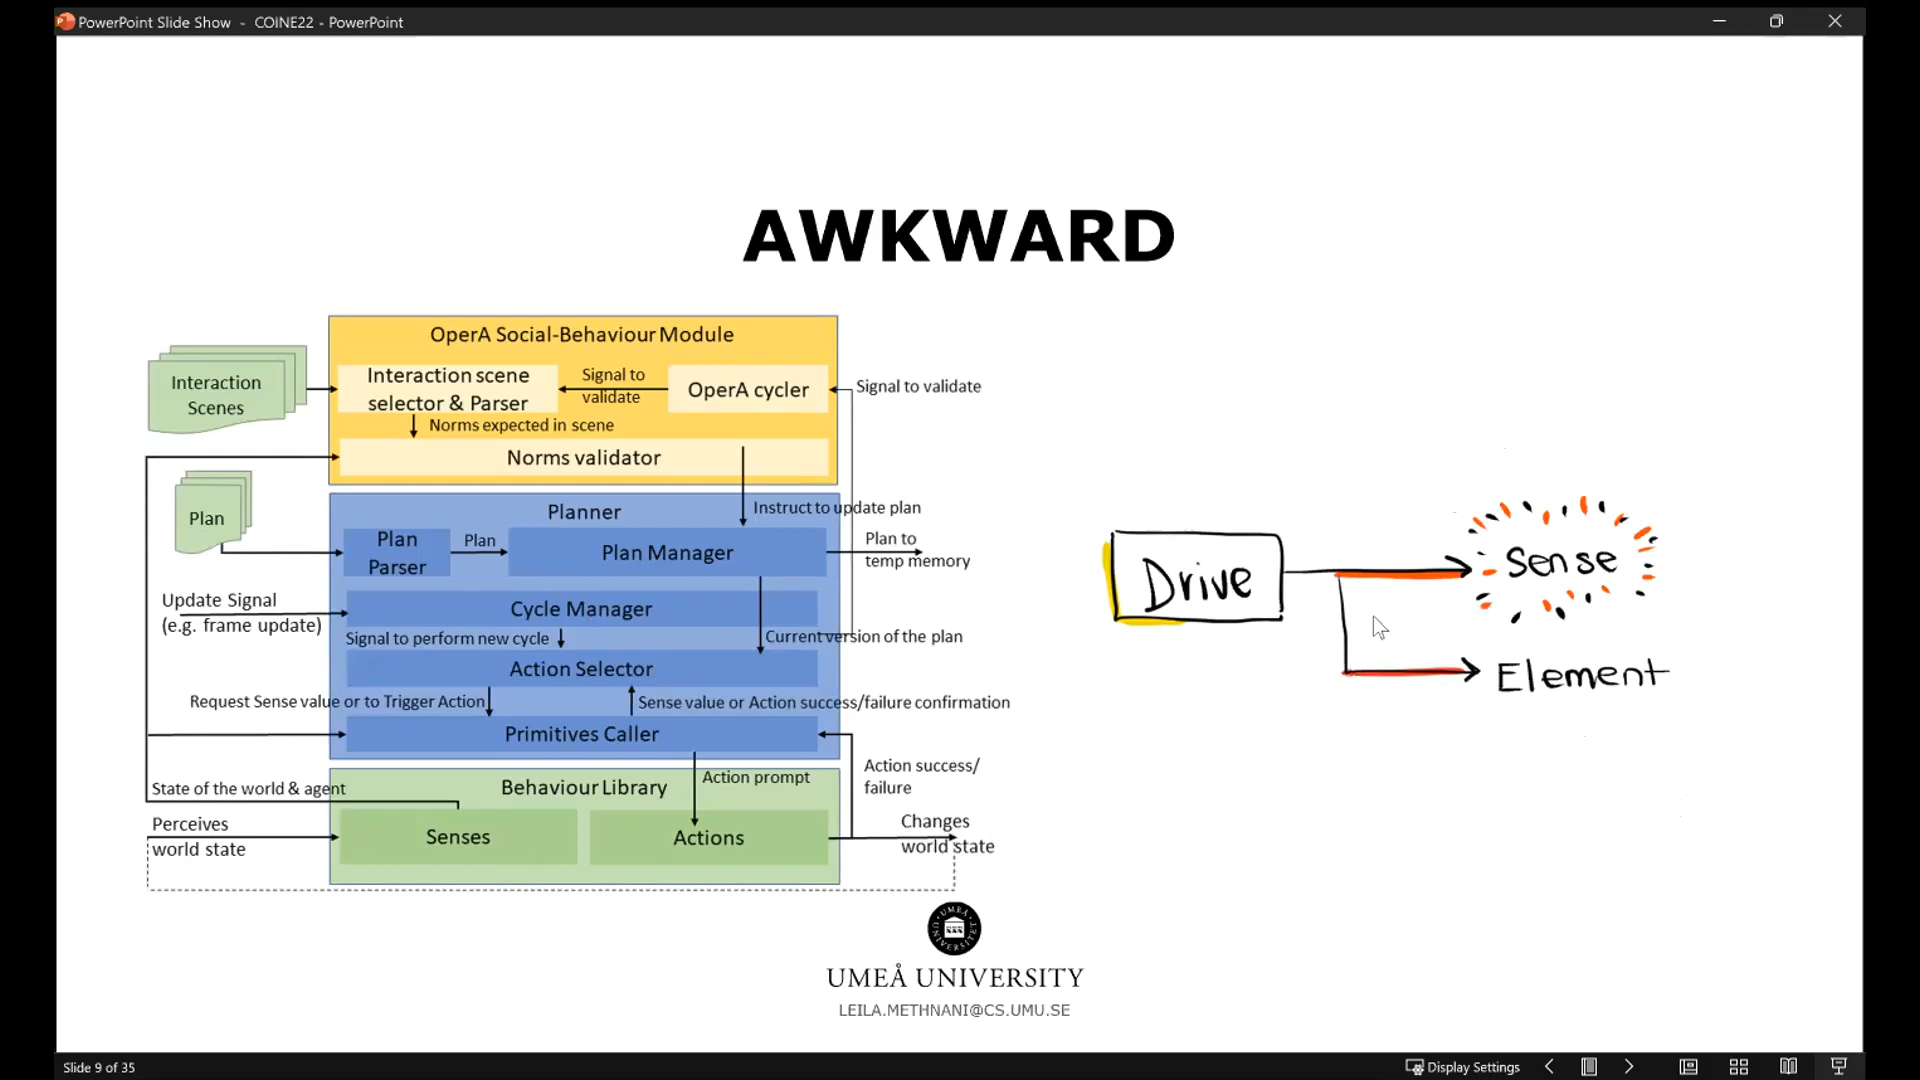 PowerPoint Slide Show - COINE22 - PowerPoint
AWKWARD
OperA Social-Behaviour Module
Interaction
Scenes
Interaction scene
selector & Parser
Signal to
validate
OperA cycler
Signal to validate
Norms expected in scene
Norms validator
Plan
Planner
Instruct to update plan
Plan
Parser
Plan
Plan Manager
Plan to
temp memory
Update Signal
(e.g. frame update)
Cycle Manager
Signal to perform new cycle
Current version of the plan
Action Selector
Request Sense value or to Trigger Action
Sense value or Action success/failure confirmation
Primitives Caller
Action prompt
Action success/
failure
State of the world & agent
Behaviour Library
Perceives
world state
Senses
Actions
Changes
world state
Drive
Sense
Element
UMEÅ UNIVERSITY
LEILA.METHNANI@CS.UMU.SE
Slide 9 of 35
Display Settings